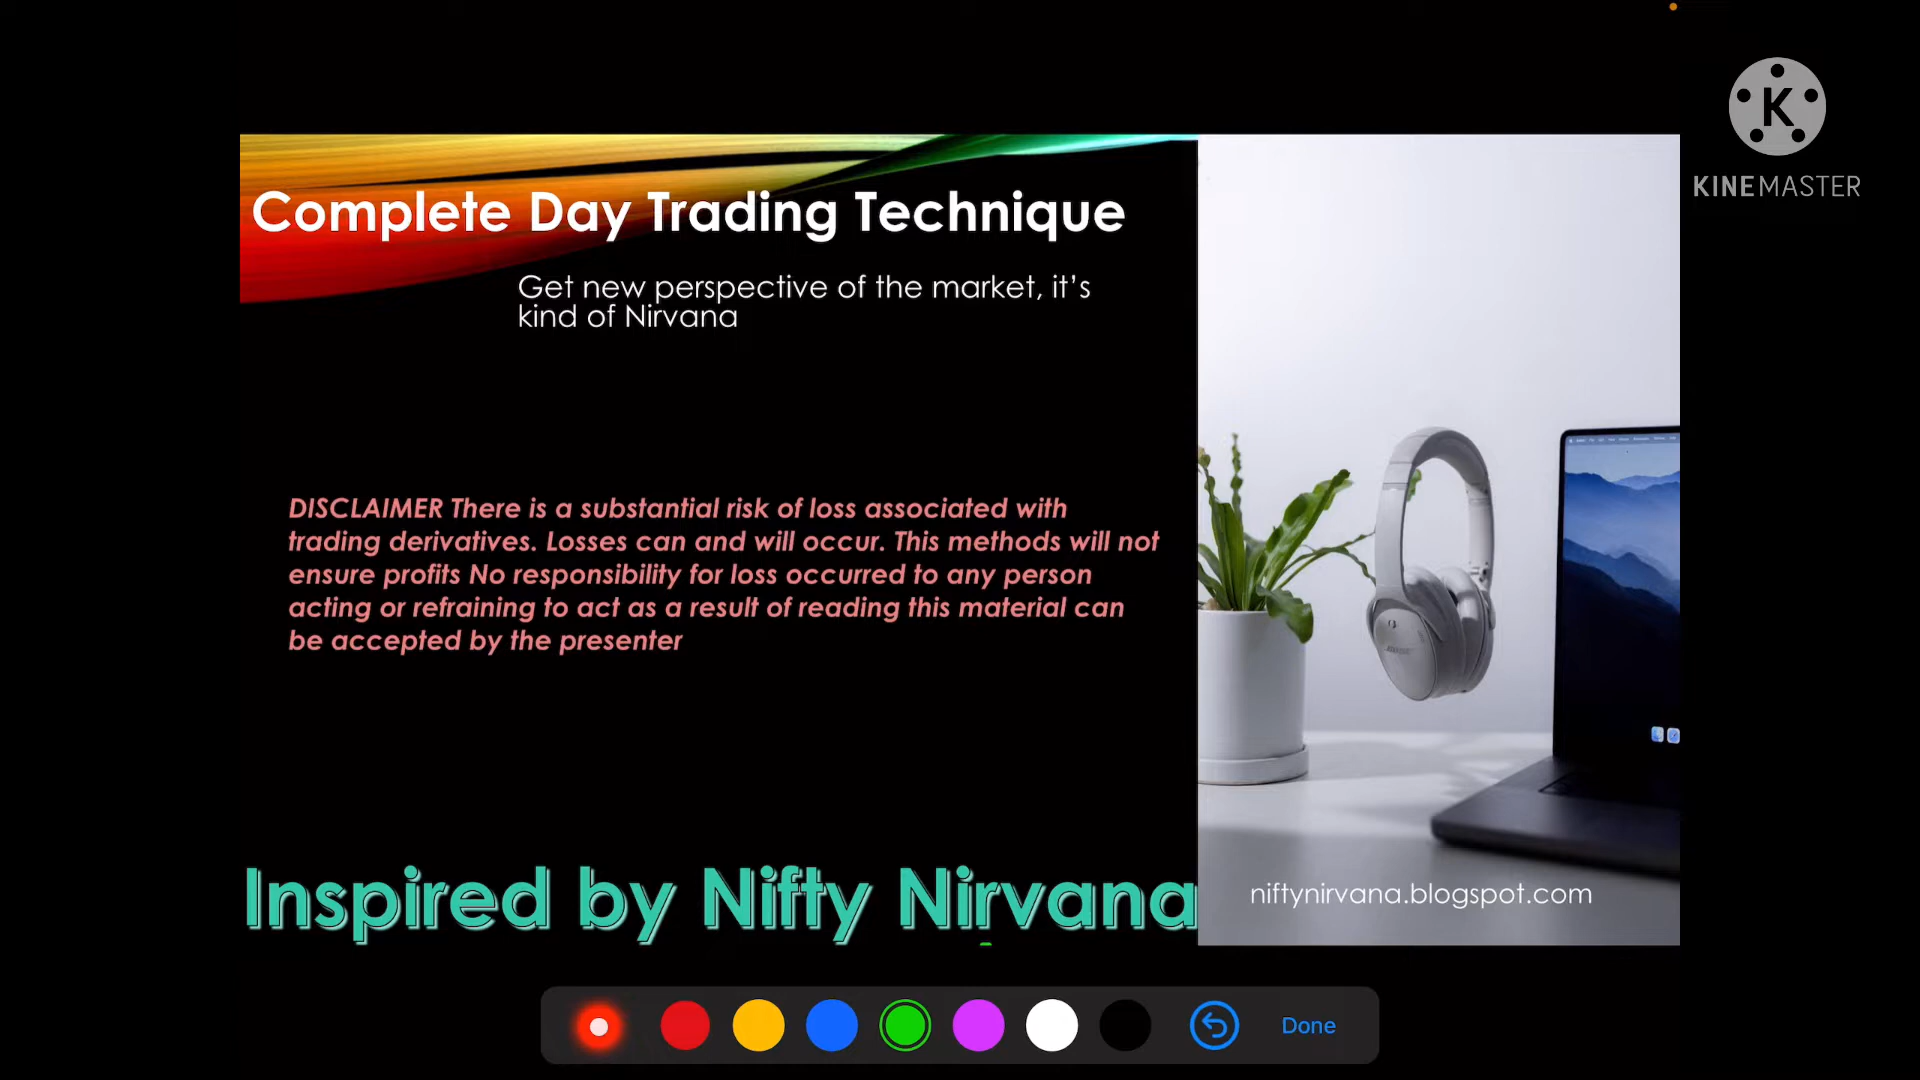 KINEMASTER
Complete Day Trading Technique
Get new perspective of the market, it's
kind of Nirvana
DISCLAIMER There is a substantial risk of loss associated with
trading derivatives. Losses can and will occur. This methods will not
ensure profits No responsibility for loss occurred to any person
acting or refraining to act as a result of reading this material can
be accepted by the presenter
Inspired by Nifty Nirvana
niftynirvana.blogspot.com
Done